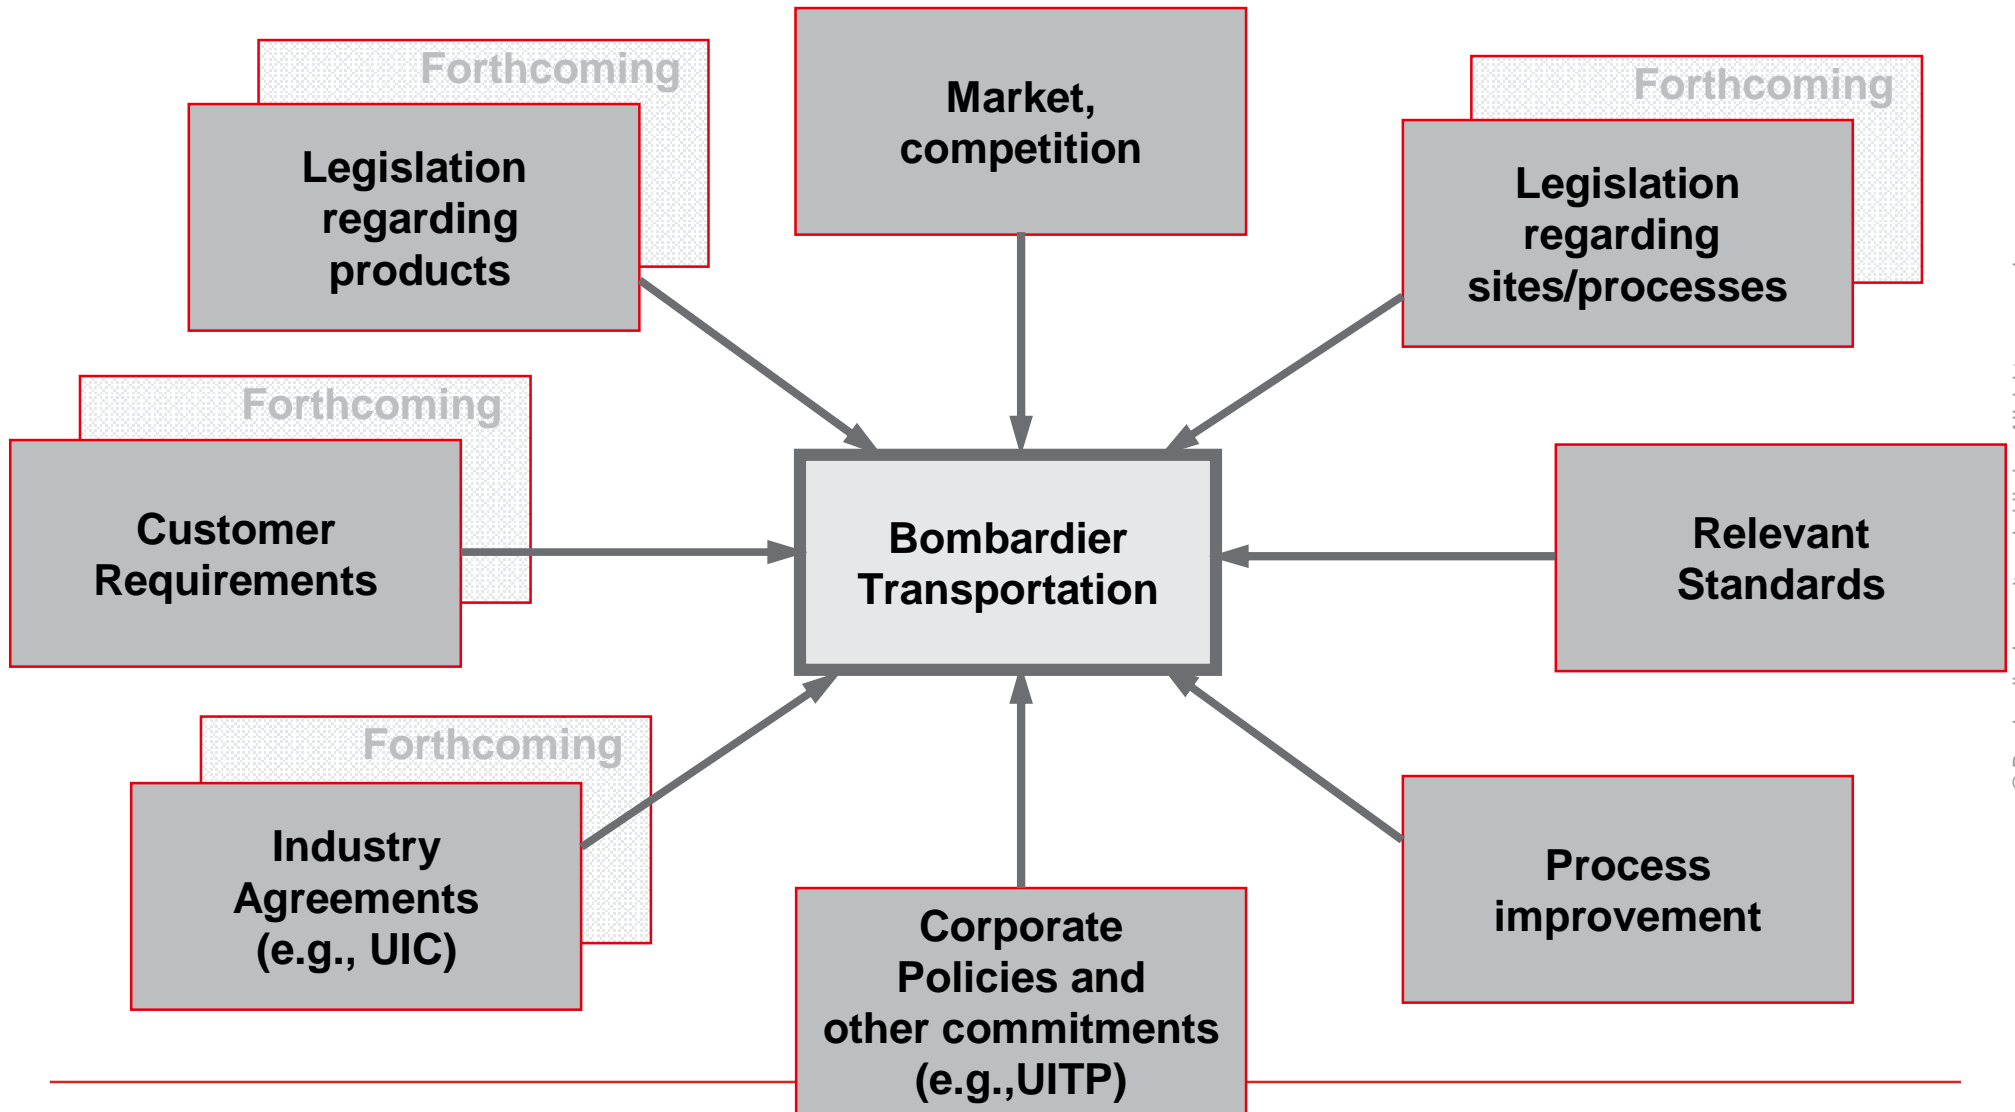 Forthcoming
Legislation
regarding
products
Market,
competition
Forthcoming
Legislation
regarding
sites/processes
Forthcoming
Customer
Requirements
Bombardier
Transportation
Relevant
Standards
Forthcoming
Industry
Agreements
(e.g., UIC)
Corporate
Policies and
other commitments
(e.g.,UITP)
Process
improvement